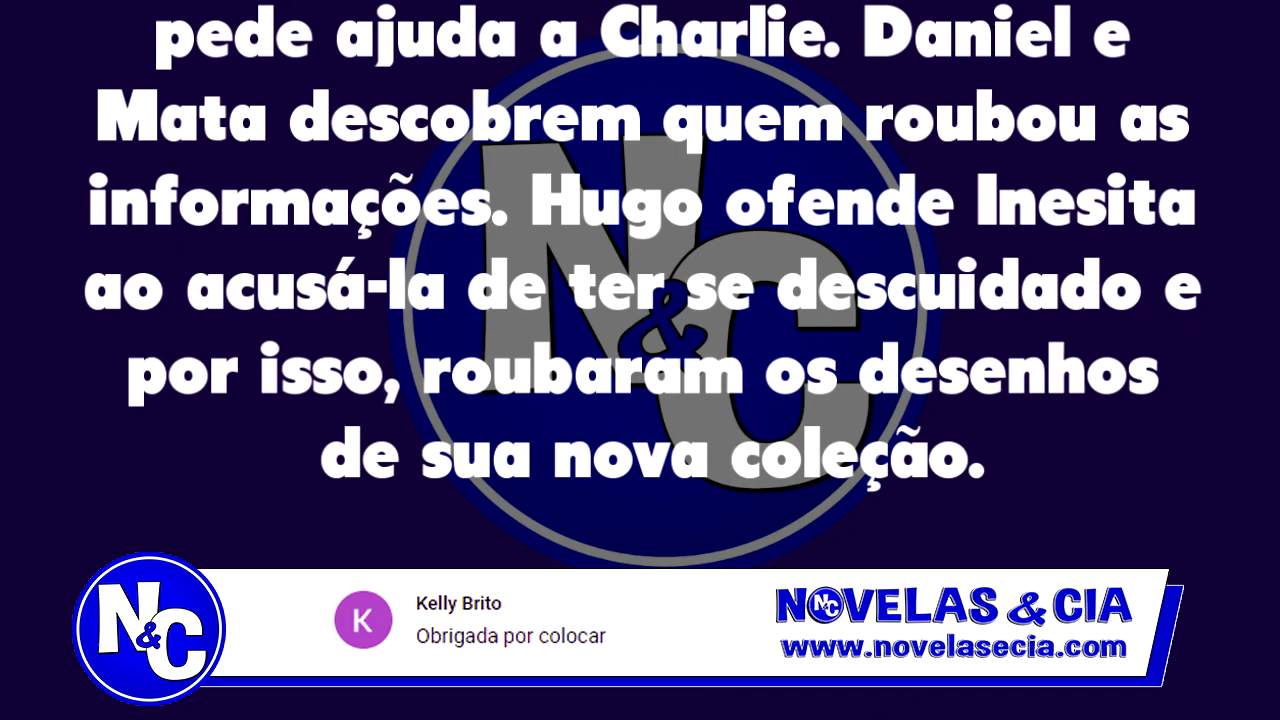 pede ajuda a Charlie. Daniel e
Mata descobrem quem roubou as
informações. Hugo ofende Inesita
ao acusá-la de ter se descuidado e
por isso, roubaram os desenhos
de sua nova coleção.
N&C
N&C
K
Kelly Brito
Obrigada por colocar
NOVELAS & CIA
www.novelasecia.com